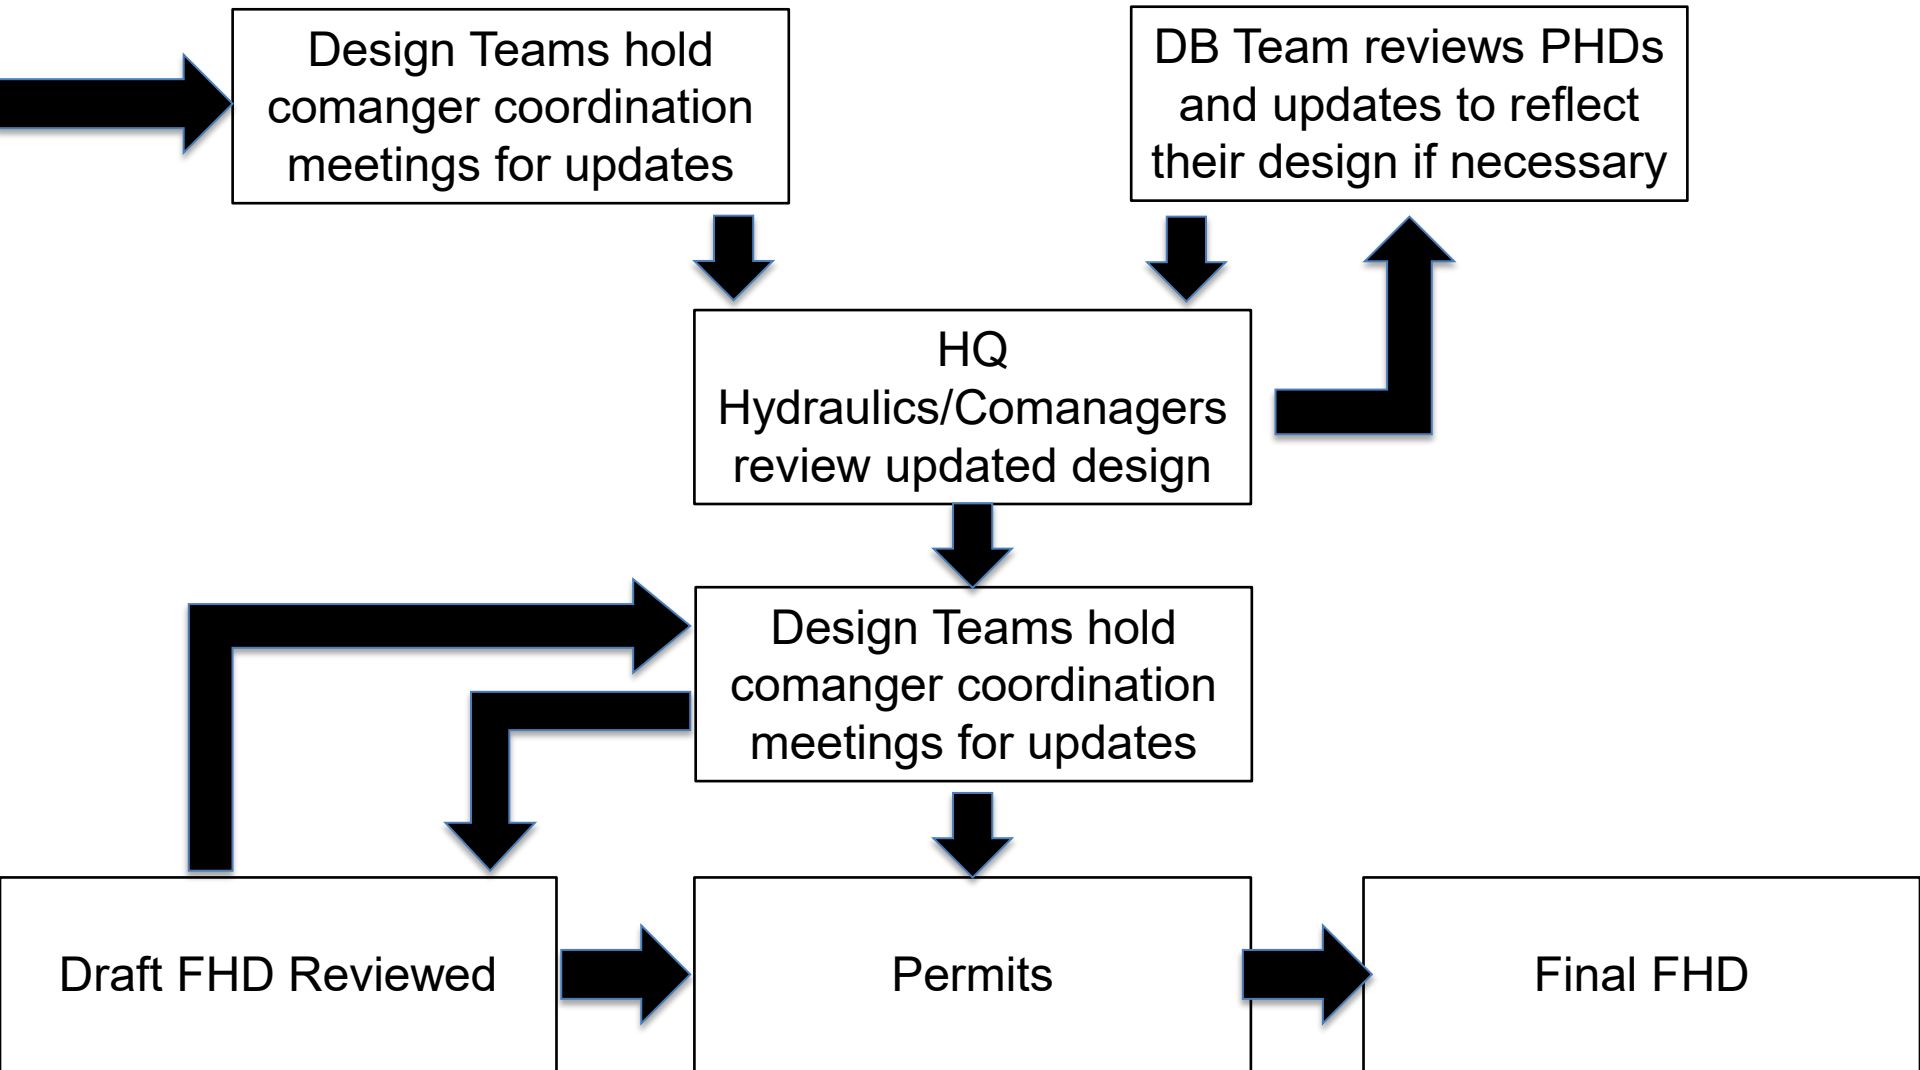 Design Teams hold
comanger coordination
meetings for updates
DB Team reviews PHDs
and updates to reflect
their design if necessary
HQ
Hydraulics/Comanagers
review updated design
Design Teams hold
comanger coordination
meetings for updates
Draft FHD Reviewed
Permits
Final FHD